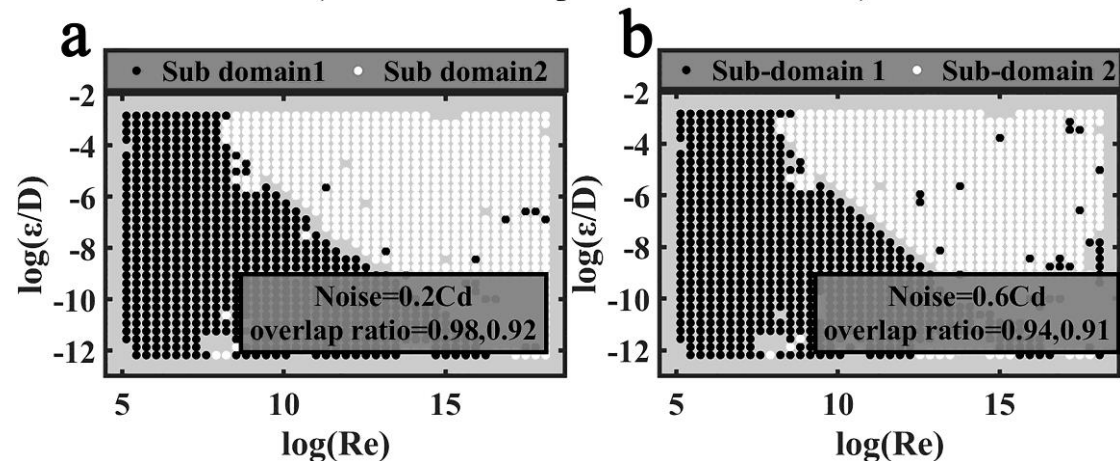 a
Sub domain1 Sub domain2
log(ε/D)
-2
-4
-6
-8
-10
-12
Noise=0.2Cd
overlap ratio=0.98,0.92
5 10 15
log(Re)
b
Sub-domain 1 Sub-domain 2
log(ε/D)
-2
-4
-6
-8
-10
-12
Noise=0.6Cd
overlap ratio=0.94,0.91
5 10 15
log(Re)